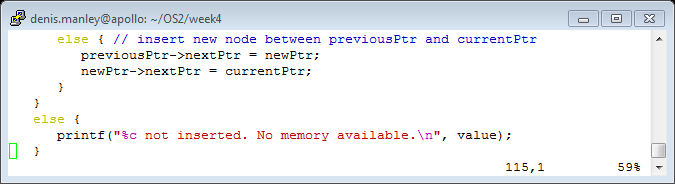 denis.manley@apollo: ~/OS2/week4
else { // insert new node between previousPtr and currentPtr
previousPtr->nextPtr = newPtr;
newPtr->nextPtr = currentPtr;
}
}
else {
printf("%c not inserted. No memory available.\n", value);
}
115,1 59%